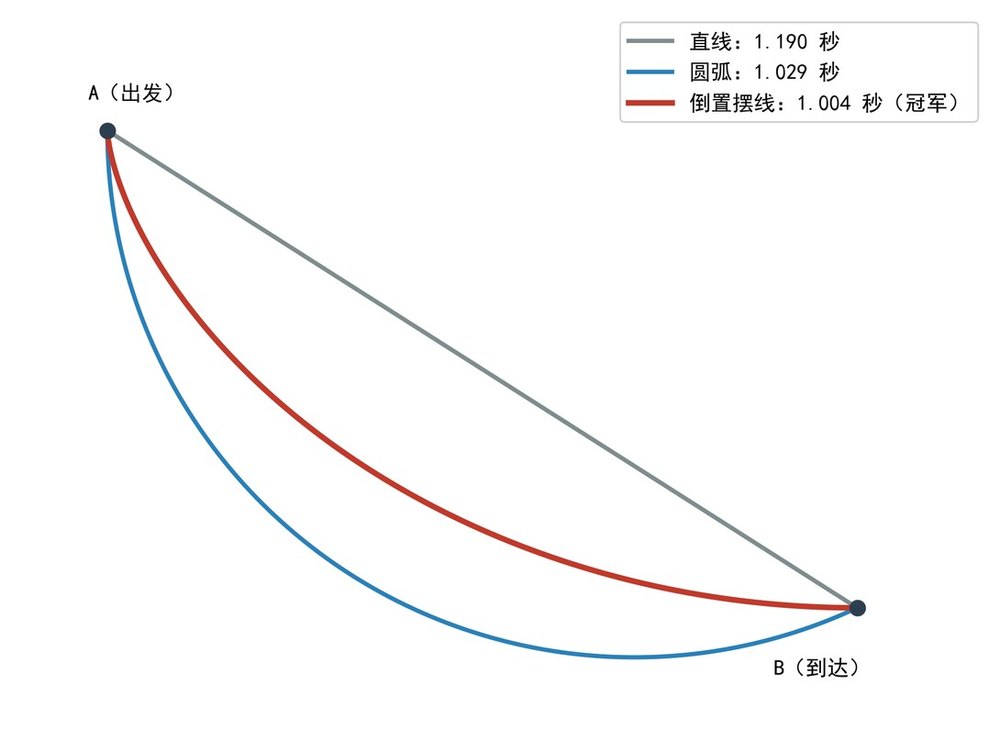 直线：1.190 秒
圆弧：1.029 秒
倒置摆线：1.004 秒（冠军）
A（出发）
B（到达）